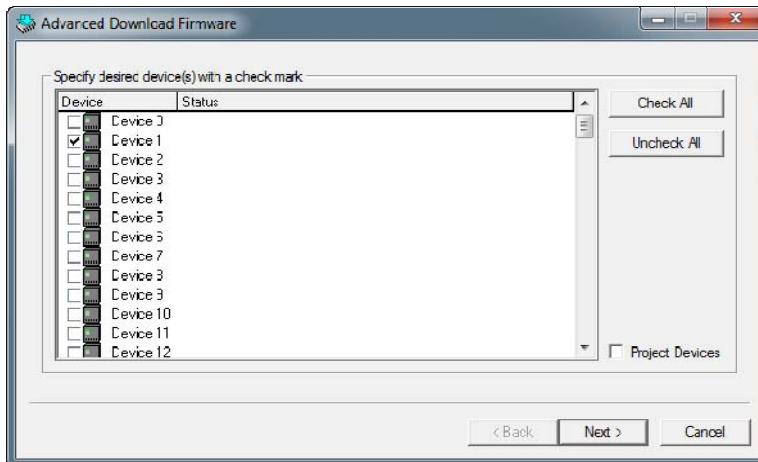 Advanced Download Firmware
Specify desired device(s) with a check mark
Device Status
Device 0
Device 1
Device 2
Device 3
Device 4
Device 5
Device 6
Device 7
Device 8
Device 9
Device 10
Device 11
Device 12
Check All
Uncheck All
Project Devices
< Back
Next >
Cancel